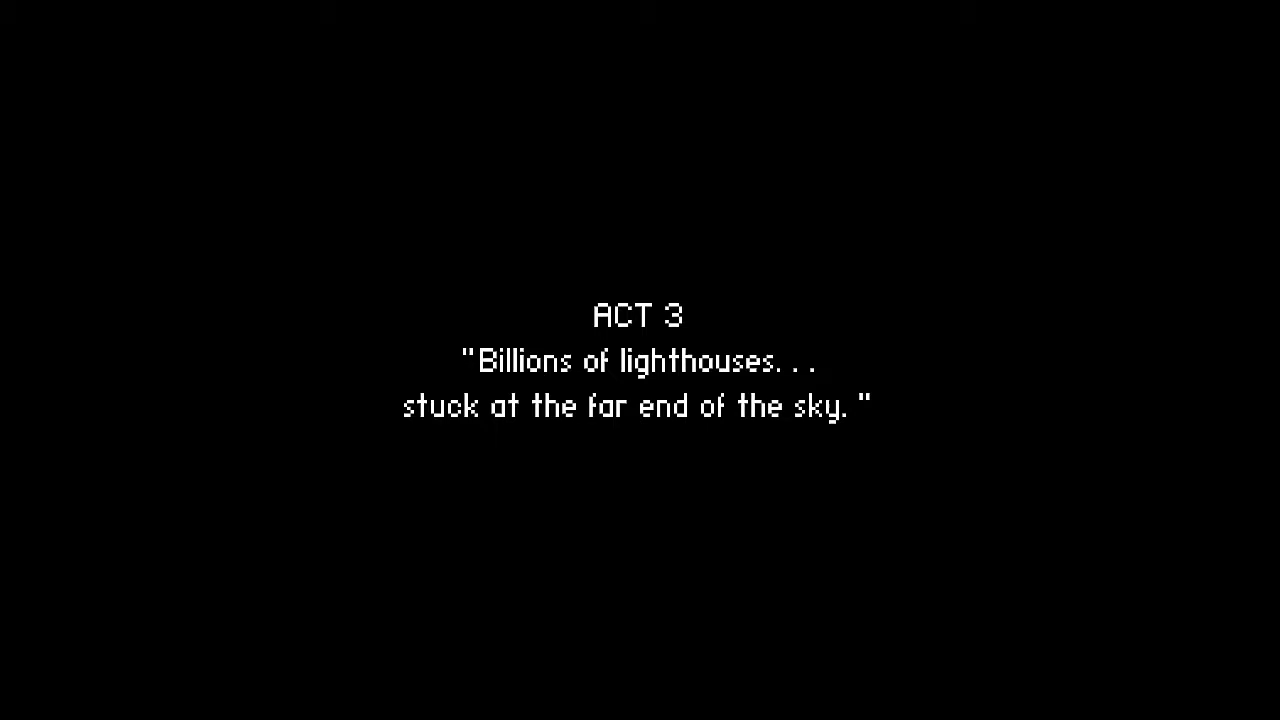 ACT 3
"Billions of lighthouses...
stuck at the far end of the sky."